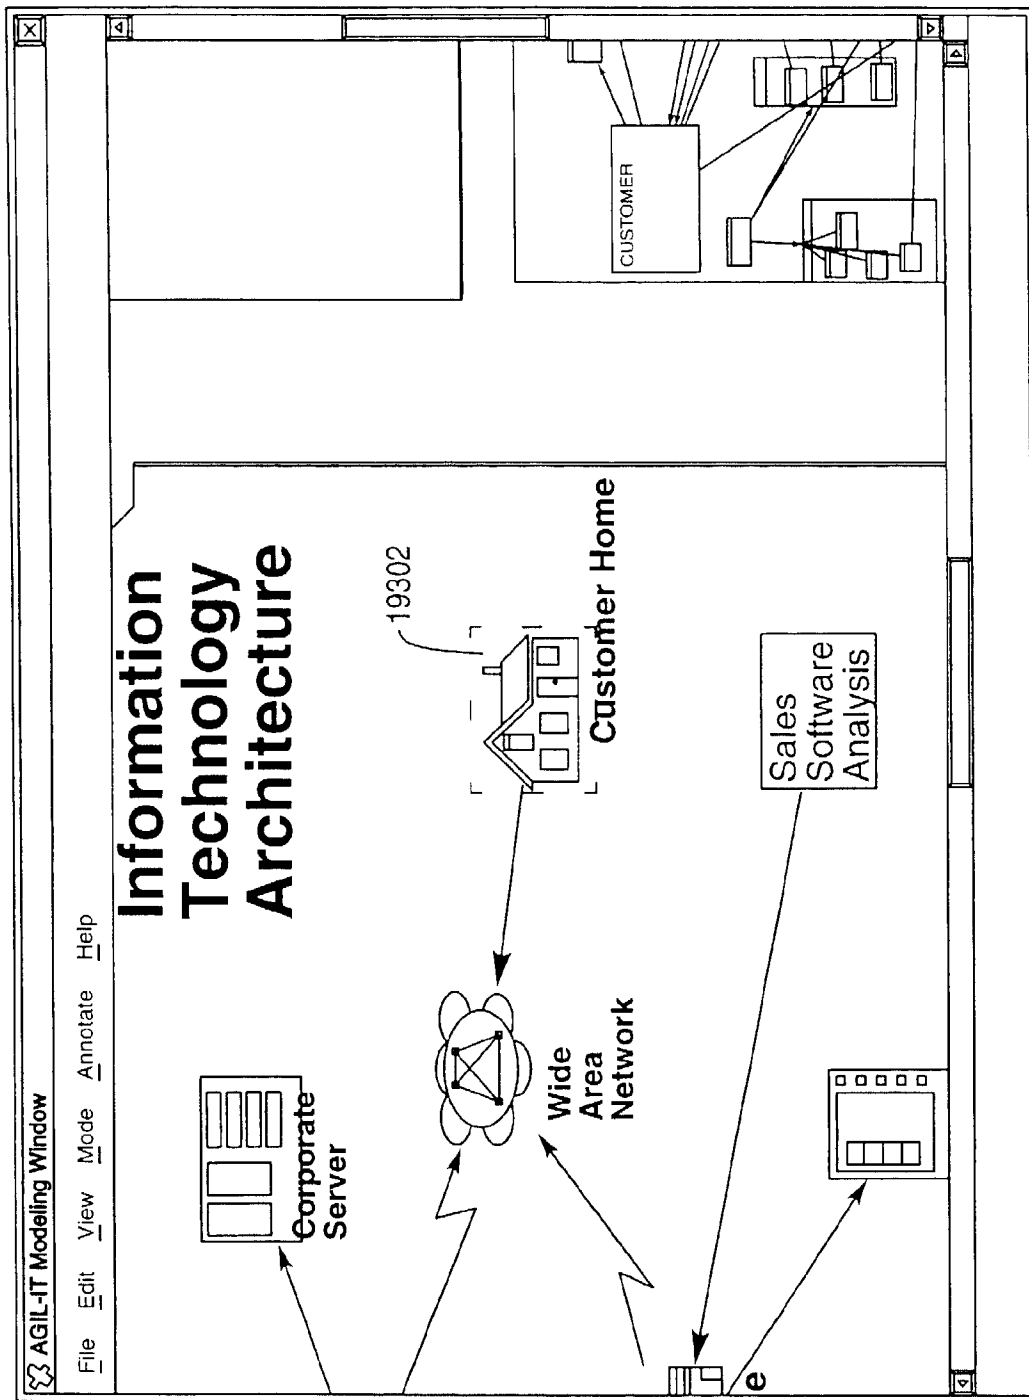 AGIL-IT Modeling Window
File Edit View Mode Annotate Help
Information
Technology
Architecture
Corporate
Server
19302
Customer Home
Wide
Area
Network
Sales
Software
Analysis
e
CUSTOMER